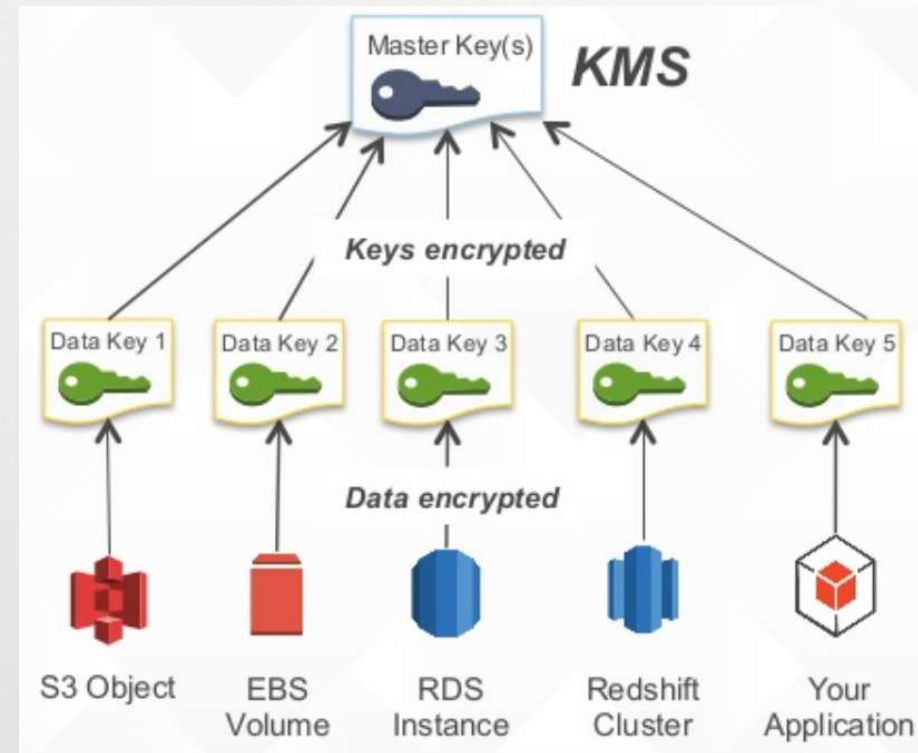 Master Key(s)
KMS
Keys encrypted
Data Key 1
Data Key 2
Data Key 3
Data Key 4
Data Key 5
Data encrypted
S3 Object
EBS
Volume
RDS
Instance
Redshift
Cluster
Your
Application